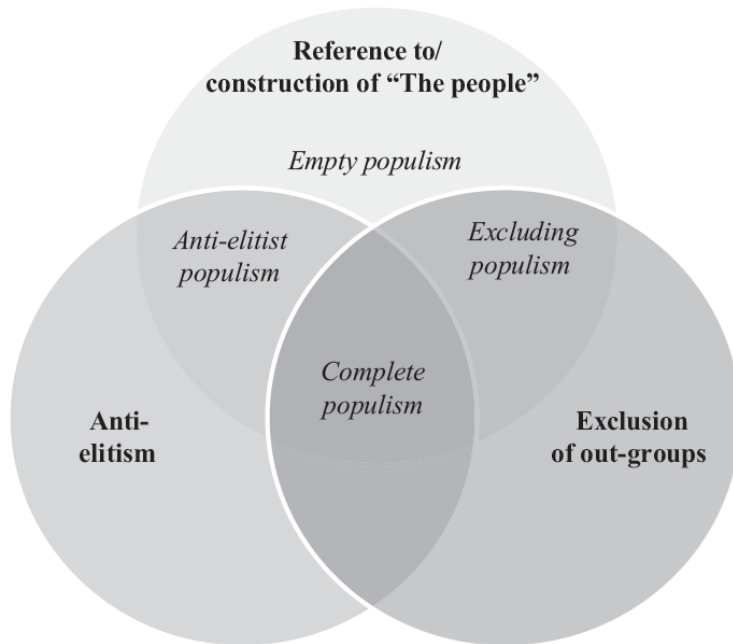 Reference to/
construction of “The people”
Empty populism
Anti-elitist
populism
Excluding
populism
Complete
populism
Anti-
elitism
Exclusion
of out-groups